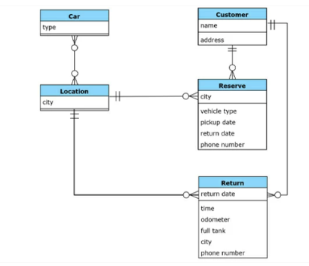 Car
type
Customer
name
address
Location
city
Reserve
city
vehicle type
pickup date
return date
phone number
Return
return date
time
odometer
full tank
city
phone number